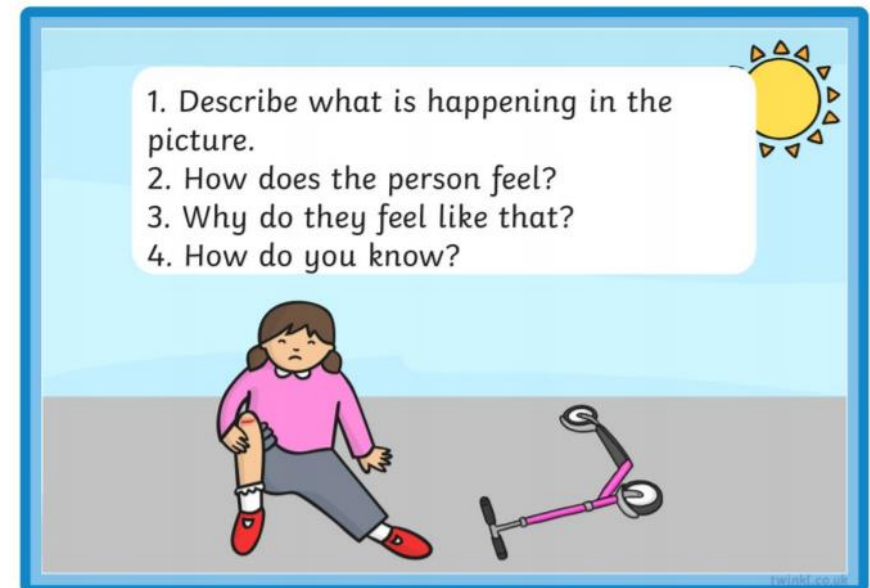 1. Describe what is happening in the
picture.
2. How does the person feel?
3. Why do they feel like that?
4. How do you know?
twinkl.co.uk